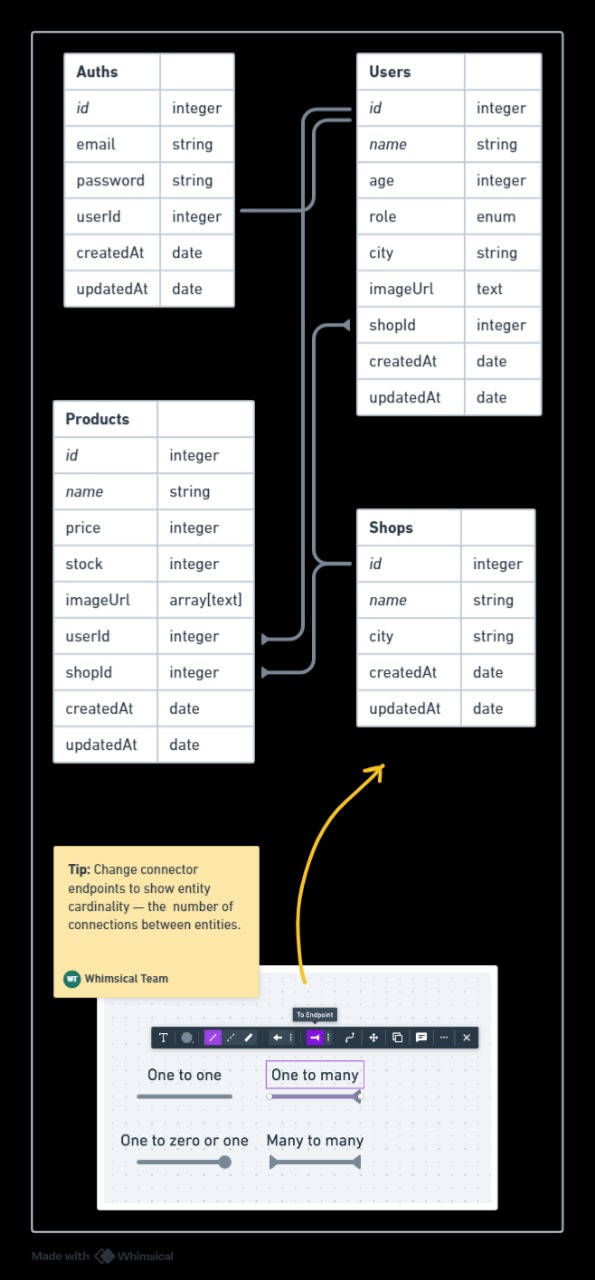 Auths
id integer
email string
password string
userId integer
createdAt date
updatedAt date
Users
id integer
name string
age integer
role enum
city string
imageUrl text
shopId integer
createdAt date
updatedAt date
Products
id integer
name string
price integer
stock integer
imageUrl array[text]
userId integer
shopId integer
createdAt date
updatedAt date
Shops
id integer
name string
city string
createdAt date
updatedAt date
Tip: Change connector
endpoints to show entity
cardinality — the number of
connections between entities.
WT Whimsical Team
To Endpoint
T
One to one One to many
One to zero or one Many to many
Made with Whimsical